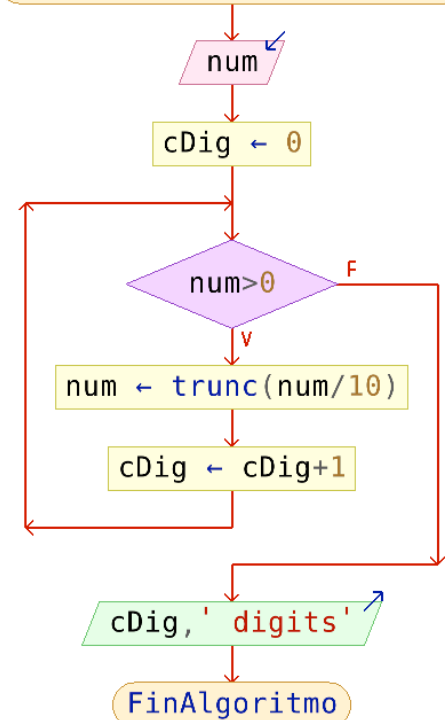 num
cDig ← 0
num>0
F
V
num ← trunc(num/10)
cDig ← cDig+1
cDig,' digits'
FinAlgoritmo